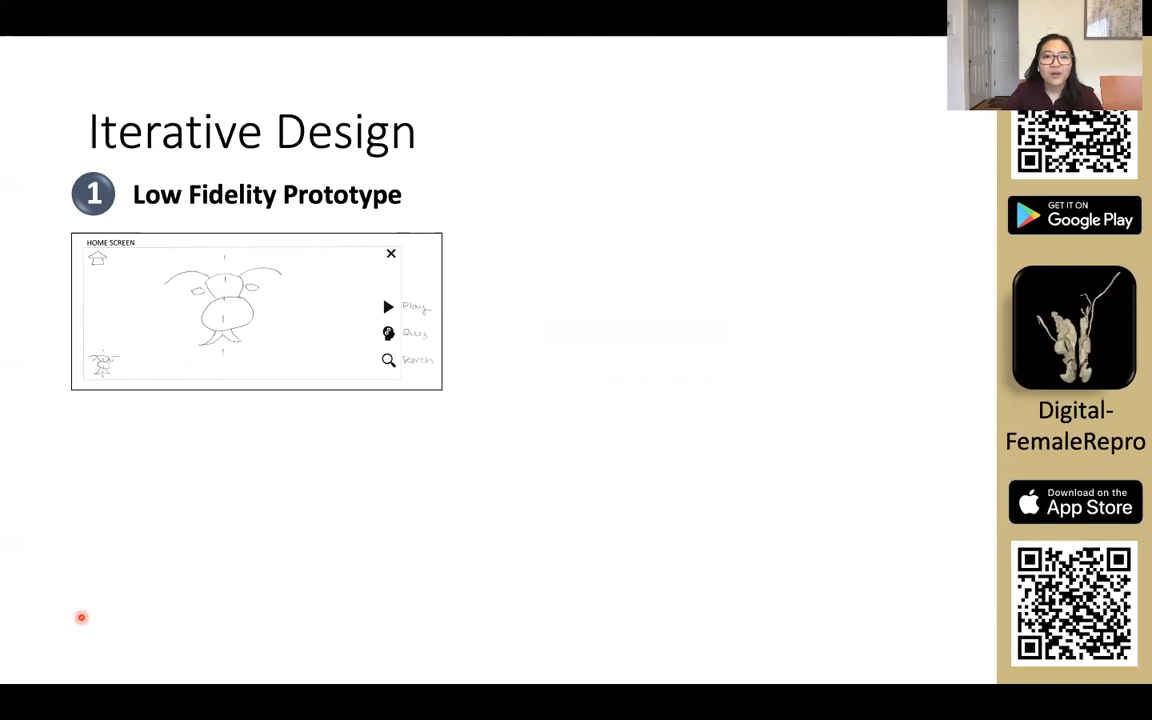 Iterative Design
1 Low Fidelity Prototype
HOME SCREEN
Play
Quiz
Search
GET IT ON
Google Play
Digital-
FemaleRepro
Download on the
App Store